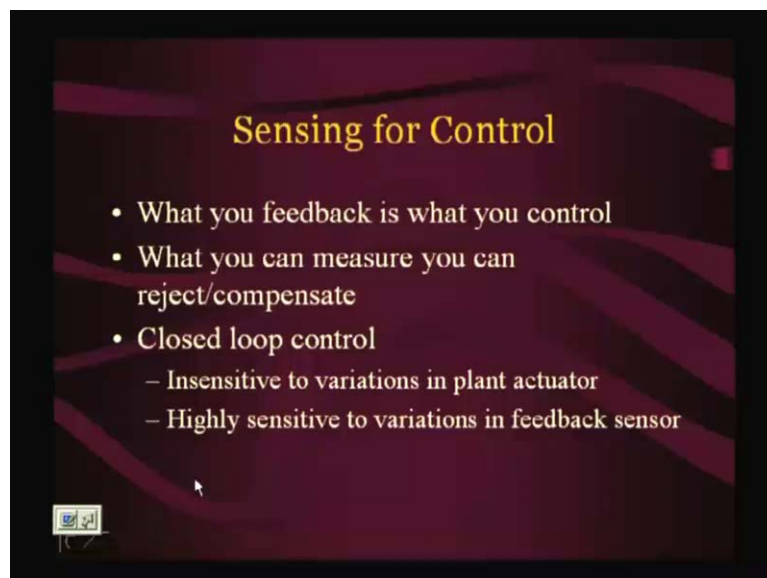 Sensing for Control
• What you feedback is what you control
• What you can measure you can
reject/compensate
• Closed loop control
– Insensitive to variations in plant actuator
– Highly sensitive to variations in feedback sensor